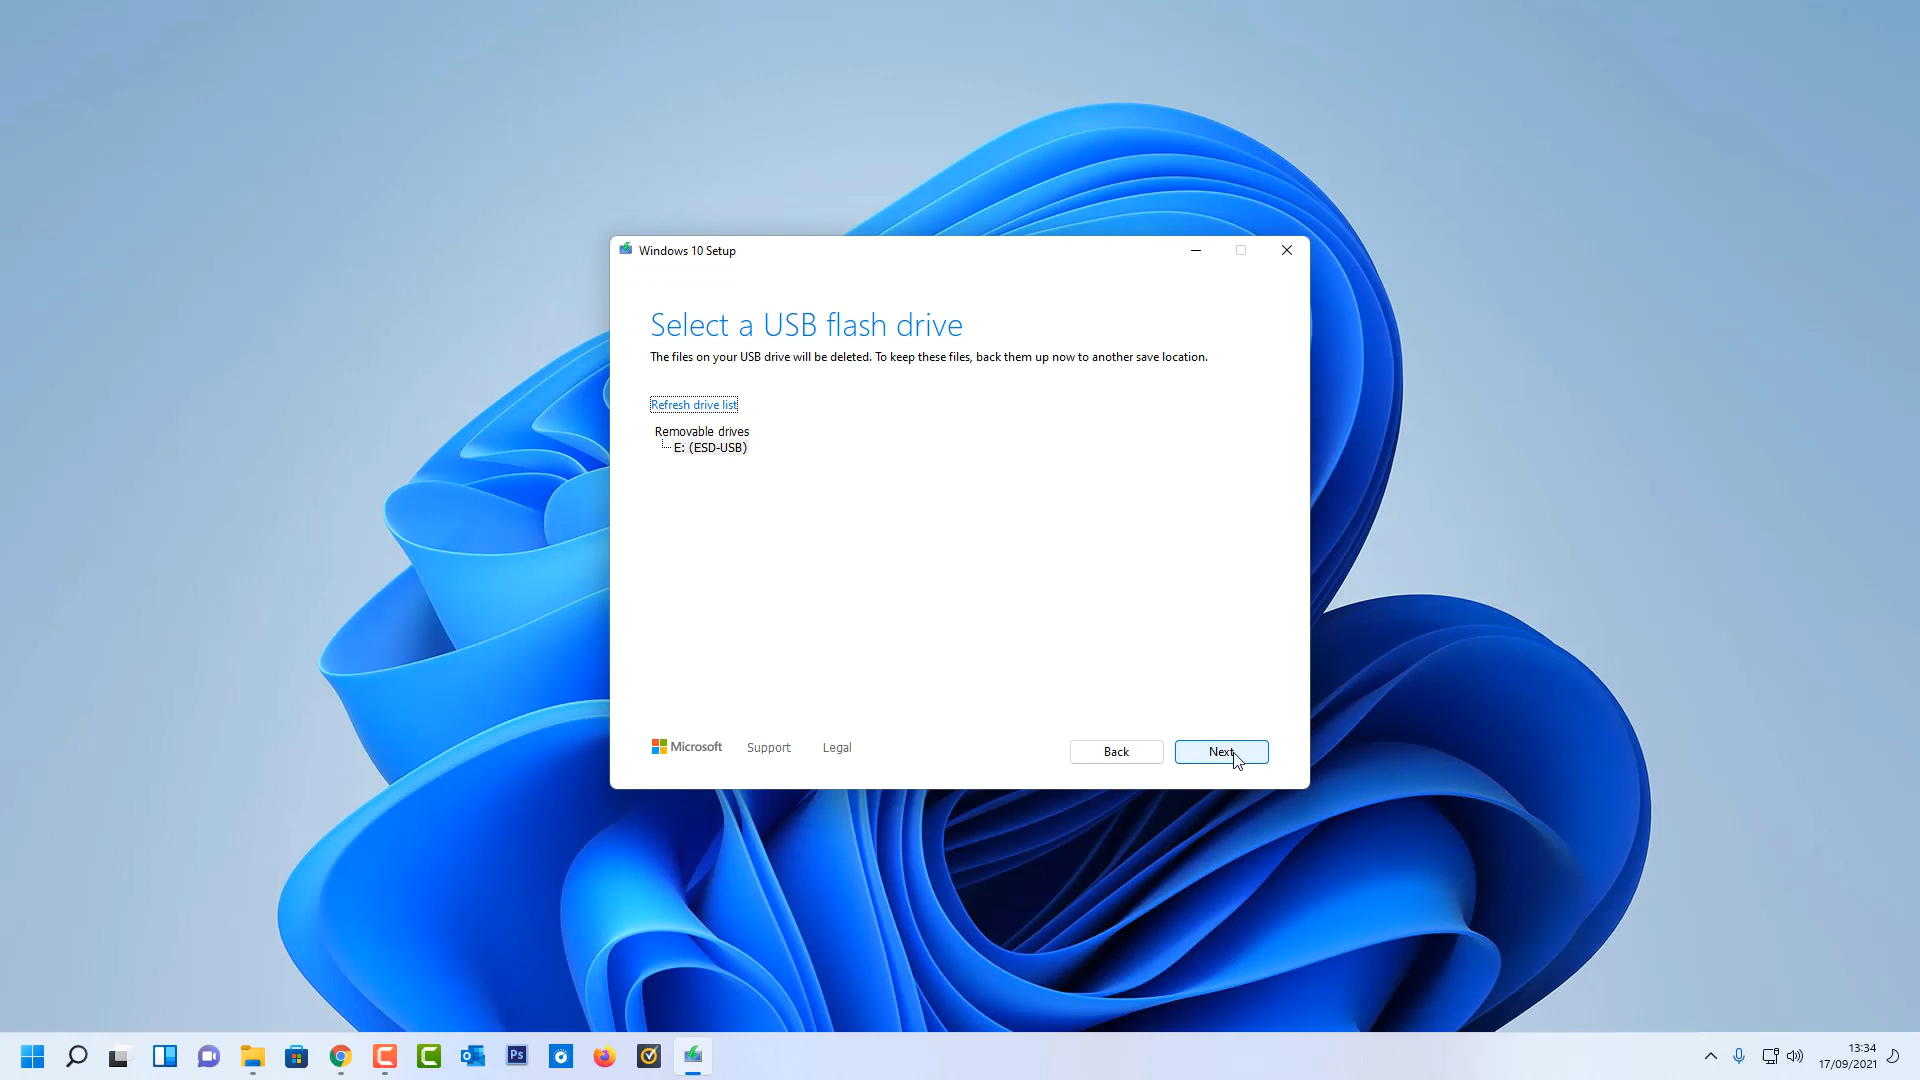 Windows 10 Setup
Select a USB flash drive
The files on your USB drive will be deleted. To keep these files, back them up now to another save location.
Refresh drive list
Removable drives
E: (ESD-USB)
Microsoft
Support
Legal
Back
Next
Ps
13:34
17/09/2021